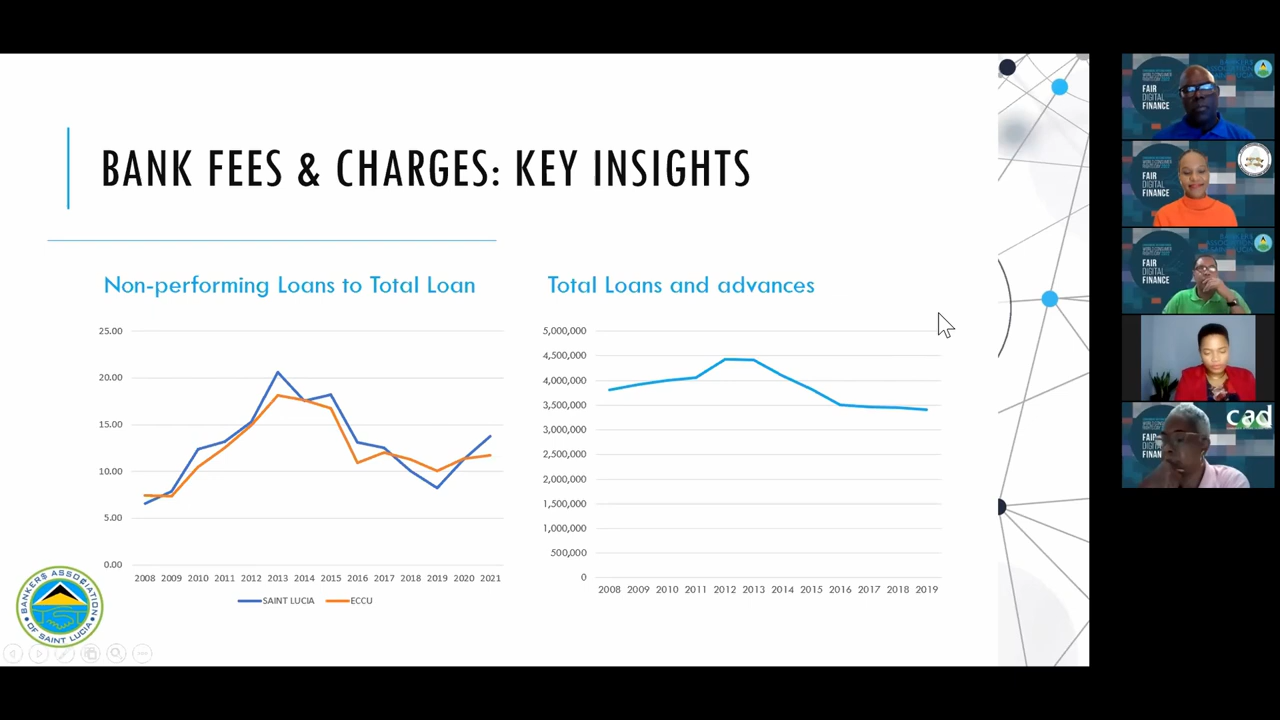 BANK FEES & CHARGES: KEY INSIGHTS
Non-performing Loans to Total Loan
25.00
20.00
15.00
10.00
5.00
0.00
2008 2009 2010 2011 2012 2013 2014 2015 2016 2017 2018 2019 2020 2021
SAINT LUCIA ECCU
Total Loans and advances
5,000,000
4,500,000
4,000,000
3,500,000
3,000,000
2,500,000
2,000,000
1,500,000
1,000,000
500,000
0
2008 2009 2010 2011 2012 2013 2014 2015 2016 2017 2018 2019
BANKERS ASSOCIATION
OF SAINT LUCIA
FAIR
DIGITAL
FINANCE
FAIR
DIGITAL
FINANCE
FAIR
DIGITAL
FINANCE
cad
FAIR
DIGITAL
FINAN